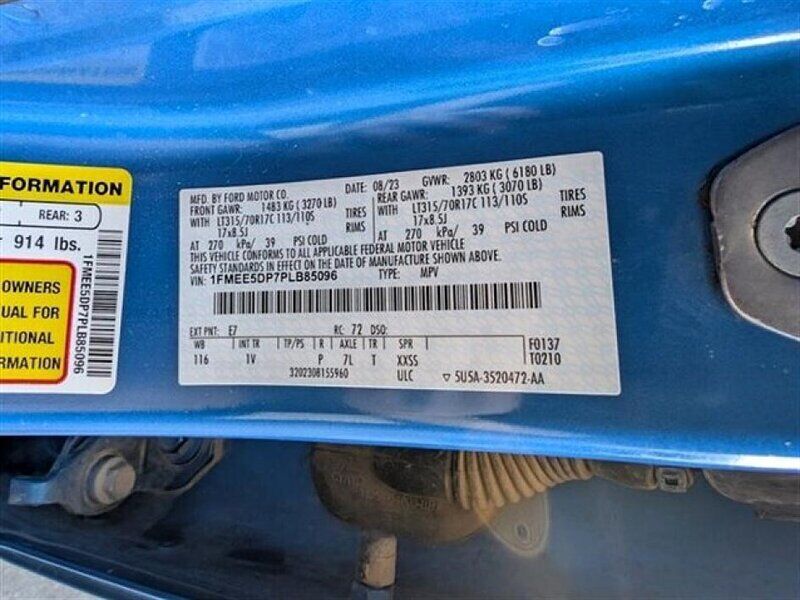 FORMATION
REAR: 3
914 lbs.
OWNERS
UAL FOR
ITIONAL
RMATION
1FMEE5DP7PLB85096
MFD. BY FORD MOTOR CO.
DATE: 08/23 GVWR: 2803 KG (6180 LB)
FRONT GAWR: 1483 KG (3270 LB)
REAR GAWR: 1393 KG (3070 LB)
LT315/70R17C 113/110S TIRES
LT315/70R17C 113/110S TIRES
17x8.5J RIMS
17x8.5J RIMS
AT 270 kPa/ 39 PSI COLD
AT 270 kPa/ 39 PSI COLD
THIS VEHICLE CONFORMS TO ALL APPLICABLE FEDERAL MOTOR VEHICLE
SAFETY STANDARDS IN EFFECT ON THE DATE OF MANUFACTURE SHOWN ABOVE.
VIN: 1FMEE5DP7PLB85096 TYPE: MPV
EXT PNT: E7 RC: 72 DSO:
WB INT TR TP/PS R AXLE TR SPR F0137
116 1V P 7L T XXSS T0210
3202308155960 ULC ▽ 5U5A-3520472-AA